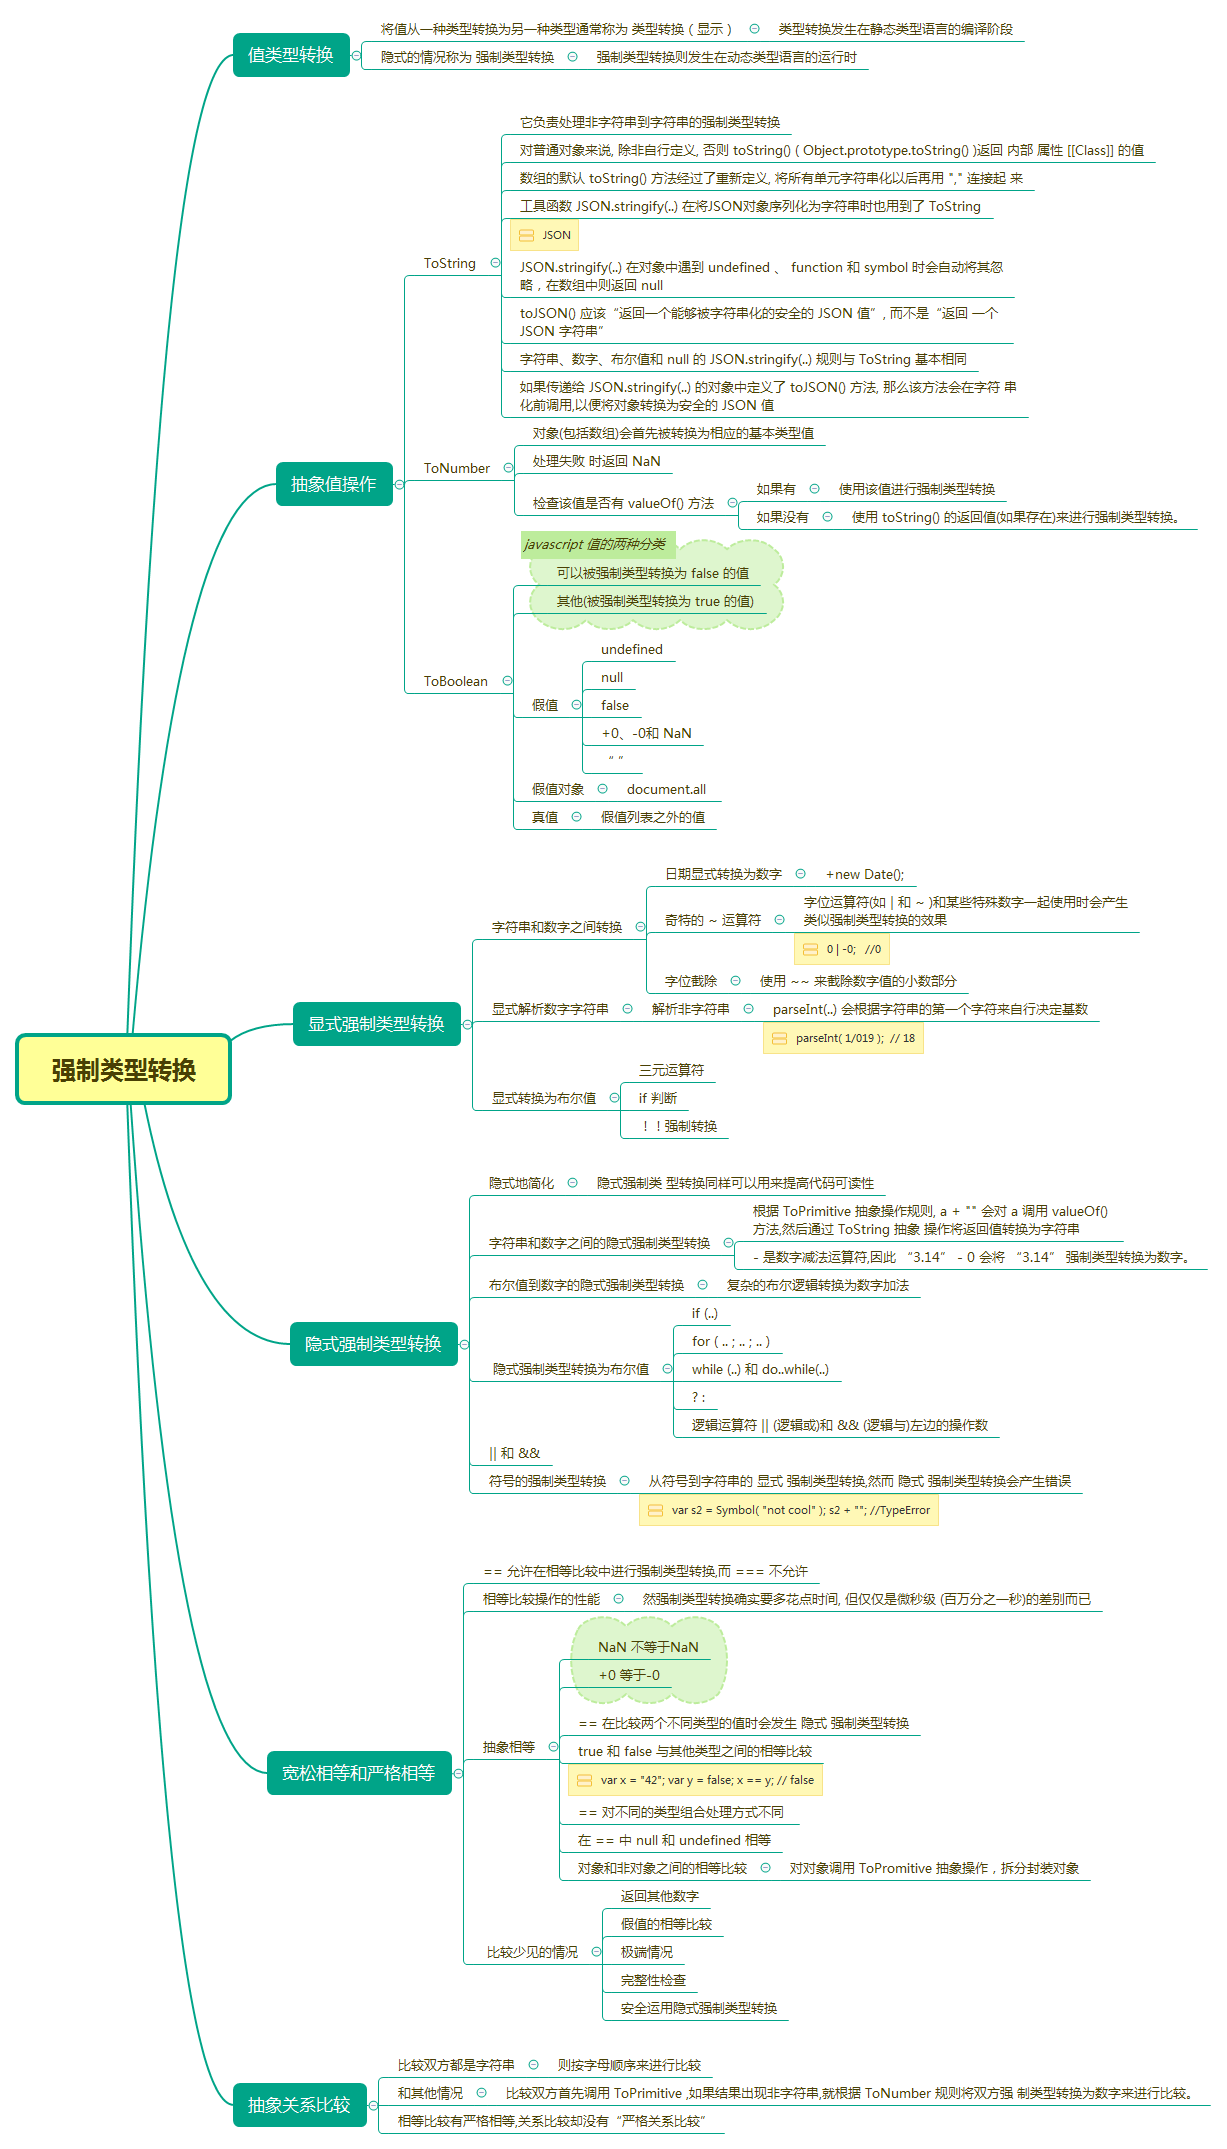 值类型转换
将值从一种类型转换为另一种类型通常称为 类型转换（显示）
类型转换发生在静态类型语言的编译阶段
隐式的情况称为 强制类型转换
强制类型转换则发生在动态类型语言的运行时
抽象值操作
ToString
它负责处理非字符串到字符串的强制类型转换
对普通对象来说, 除非自行定义, 否则 toString() ( Object.prototype.toString() )返回 内部 属性 [[Class]] 的值
数组的默认 toString() 方法经过了重新定义, 将所有单元字符串化以后再用 "," 连接起 来
工具函数 JSON.stringify(..) 在将JSON对象序列化为字符串时也用到了 ToString
JSON
JSON.stringify(..) 在对象中遇到 undefined 、 function 和 symbol 时会自动将其忽
略，在数组中则返回 null
toJSON() 应该“返回一个能够被字符串化的安全的 JSON 值”, 而不是“返回 一个
JSON 字符串”
字符串、数字、布尔值和 null 的 JSON.stringify(..) 规则与 ToString 基本相同
如果传递给 JSON.stringify(..) 的对象中定义了 toJSON() 方法, 那么该方法会在字符 串
化前调用,以便将对象转换为安全的 JSON 值
ToNumber
对象(包括数组)会首先被转换为相应的基本类型值
处理失败 时返回 NaN
检查该值是否有 valueOf() 方法
如果有
使用该值进行强制类型转换
如果没有
使用 toString() 的返回值(如果存在)来进行强制类型转换。
ToBoolean
javascript 值的两种分类
可以被强制类型转换为 false 的值
其他(被强制类型转换为 true 的值)
假值
undefined
null
false
+0、-0和 NaN
“ ”
假值对象
document.all
真值
假值列表之外的值
强制类型转换
显式强制类型转换
字符串和数字之间转换
日期显式转换为数字
+new Date();
奇特的 ~ 运算符
字位运算符(如 | 和 ~ )和某些特殊数字一起使用时会产生
类似强制类型转换的效果
0 | -0; //0
字位截除
使用 ~~ 来截除数字值的小数部分
显式解析数字字符串
解析非字符串
parseInt(..) 会根据字符串的第一个字符来自行决定基数
parseInt( 1/019 ); // 18
显式转换为布尔值
三元运算符
if 判断
！！强制转换
隐式强制类型转换
隐式地简化
隐式强制类 型转换同样可以用来提高代码可读性
字符串和数字之间的隐式强制类型转换
根据 ToPrimitive 抽象操作规则, a + "" 会对 a 调用 valueOf()
方法,然后通过 ToString 抽象 操作将返回值转换为字符串
- 是数字减法运算符,因此 “3.14” - 0 会将 “3.14” 强制类型转换为数字。
布尔值到数字的隐式强制类型转换
复杂的布尔逻辑转换为数字加法
隐式强制类型转换为布尔值
if (..)
for ( .. ; .. ; .. )
while (..) 和 do..while(..)
? :
逻辑运算符 || (逻辑或)和 && (逻辑与)左边的操作数
|| 和 &&
符号的强制类型转换
从符号到字符串的 显式 强制类型转换,然而 隐式 强制类型转换会产生错误
var s2 = Symbol( "not cool" ); s2 + ""; //TypeError
宽松相等和严格相等
== 允许在相等比较中进行强制类型转换,而 === 不允许
相等比较操作的性能
然强制类型转换确实要多花点时间, 但仅仅是微秒级 (百万分之一秒)的差别而已
抽象相等
NaN 不等于NaN
+0 等于-0
== 在比较两个不同类型的值时会发生 隐式 强制类型转换
true 和 false 与其他类型之间的相等比较
var x = "42"; var y = false; x == y; // false
== 对不同的类型组合处理方式不同
在 == 中 null 和 undefined 相等
对象和非对象之间的相等比较
对对象调用 ToPromitive 抽象操作，拆分封装对象
比较少见的情况
返回其他数字
假值的相等比较
极端情况
完整性检查
安全运用隐式强制类型转换
抽象关系比较
比较双方都是字符串
则按字母顺序来进行比较
和其他情况
比较双方首先调用 ToPrimitive ,如果结果出现非字符串,就根据 ToNumber 规则将双方强 制类型转换为数字来进行比较。
相等比较有严格相等,关系比较却没有“严格关系比较”